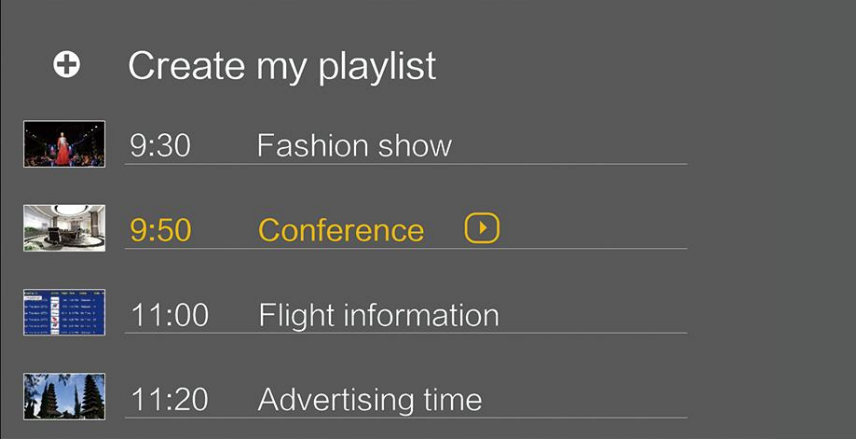 Create my playlist
9:30 Fashion show
9:50 Conference
11:00 Flight information
11:20 Advertising time